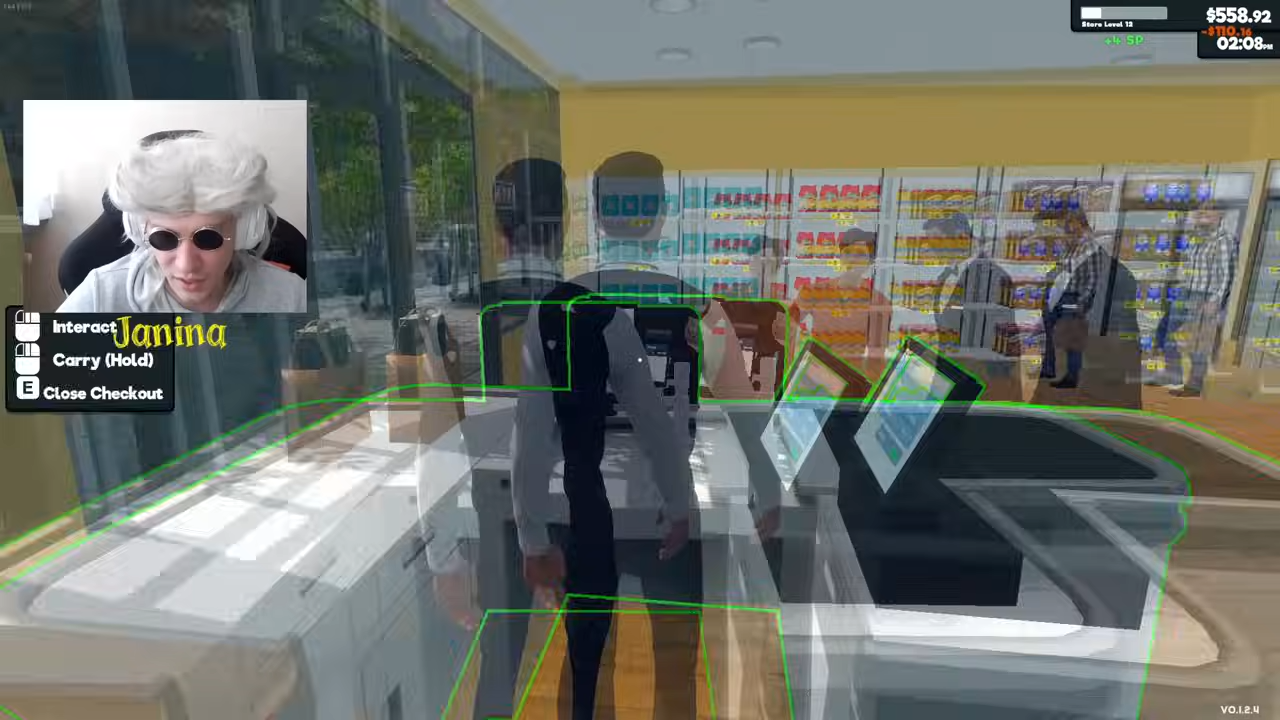 $558.92
Store Level 12
-$110.16
+4 SP
02:08PM
Interact
Janina
Carry (Hold)
E Close Checkout
V0.1.2.4